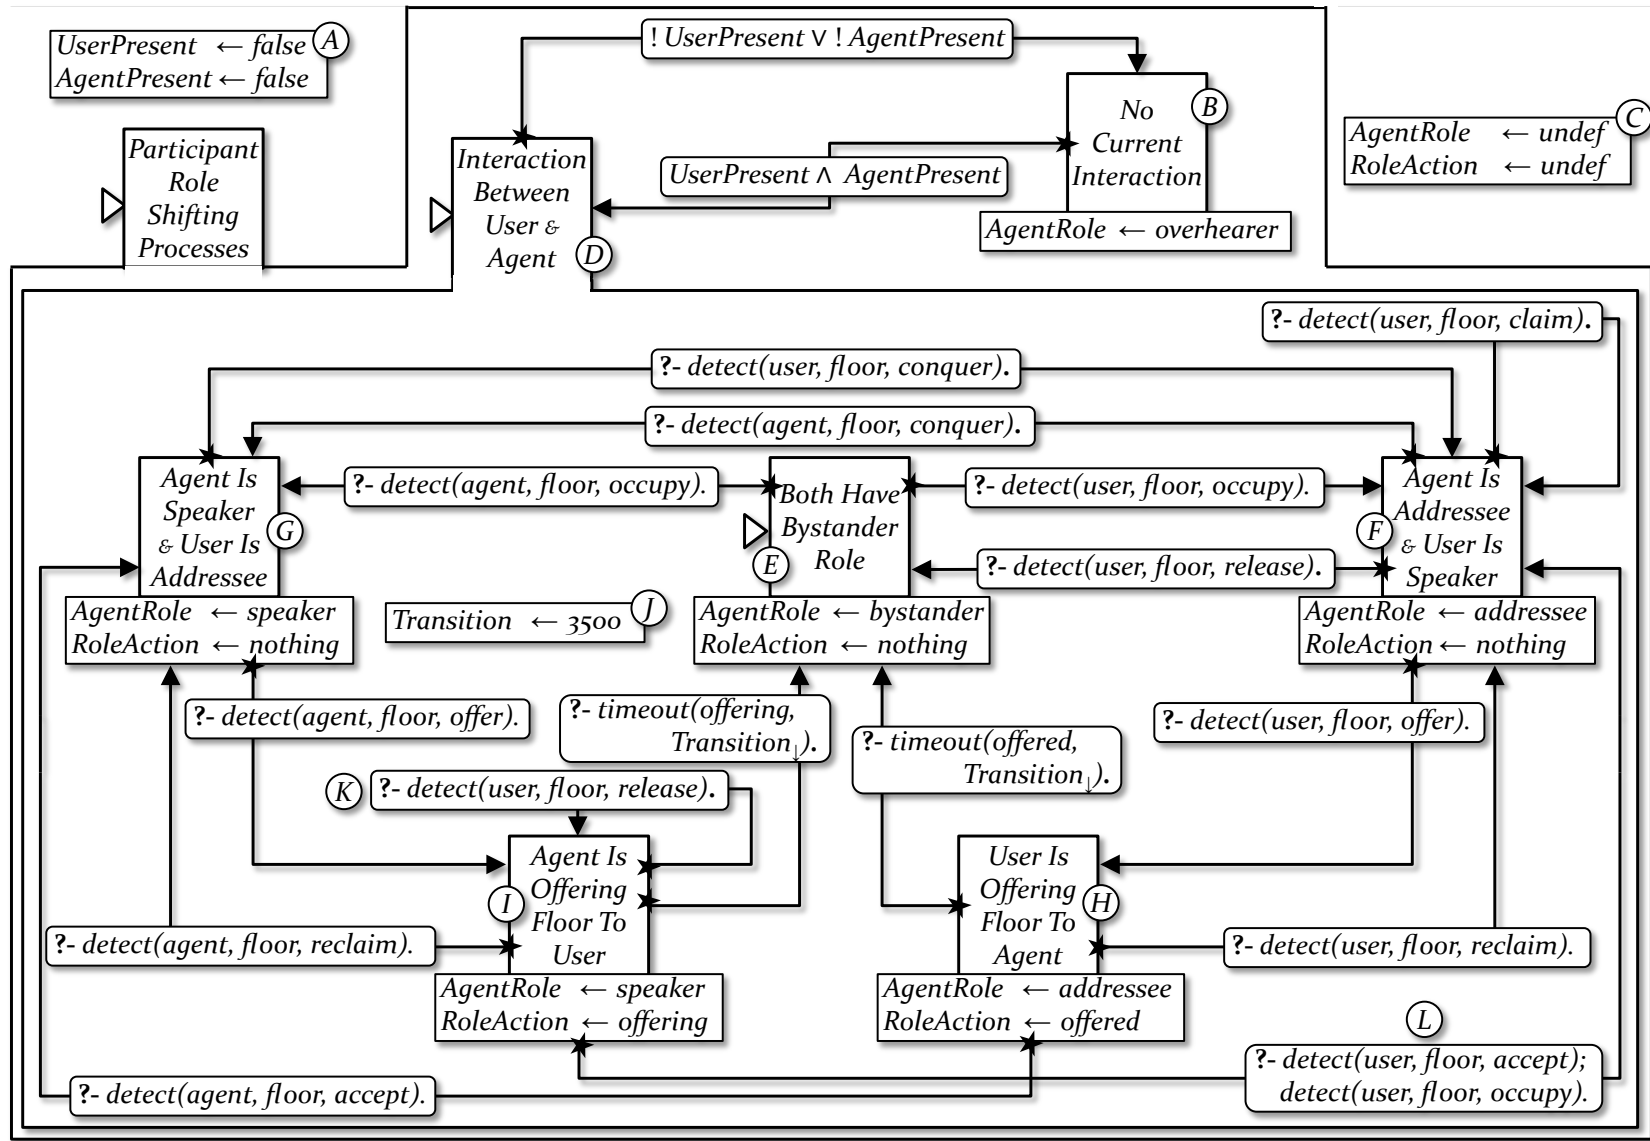 UserPresent ← false
AgentPresent ← false
A
Participant
Role
Shifting
Processes
! UserPresent ∨ ! AgentPresent
Interaction
Between
User &
Agent
D
UserPresent ∧ AgentPresent
No
Current
Interaction
B
AgentRole ← overhearer
C
AgentRole ← undef
RoleAction ← undef
?- detect(user, floor, claim).
?- detect(user, floor, conquer).
?- detect(agent, floor, conquer).
Agent Is
Speaker
& User Is
Addressee
G
AgentRole ← speaker
RoleAction ← nothing
?- detect(agent, floor, occupy).
Both Have
Bystander
Role
E
AgentRole ← bystander
RoleAction ← nothing
?- detect(user, floor, occupy).
?- detect(user, floor, release).
Agent Is
Addressee
& User Is
Speaker
F
AgentRole ← addressee
RoleAction ← nothing
Transition ← 3500
J
?- detect(agent, floor, offer).
?- timeout(offering,
Transition↓).
?- timeout(offered,
Transition↓).
?- detect(user, floor, offer).
K
?- detect(user, floor, release).
Agent Is
Offering
Floor To
User
I
AgentRole ← speaker
RoleAction ← offering
User Is
Offering
Floor To
Agent
H
AgentRole ← addressee
RoleAction ← offered
?- detect(agent, floor, reclaim).
?- detect(user, floor, reclaim).
L
?- detect(user, floor, accept);
detect(user, floor, occupy).
?- detect(agent, floor, accept).